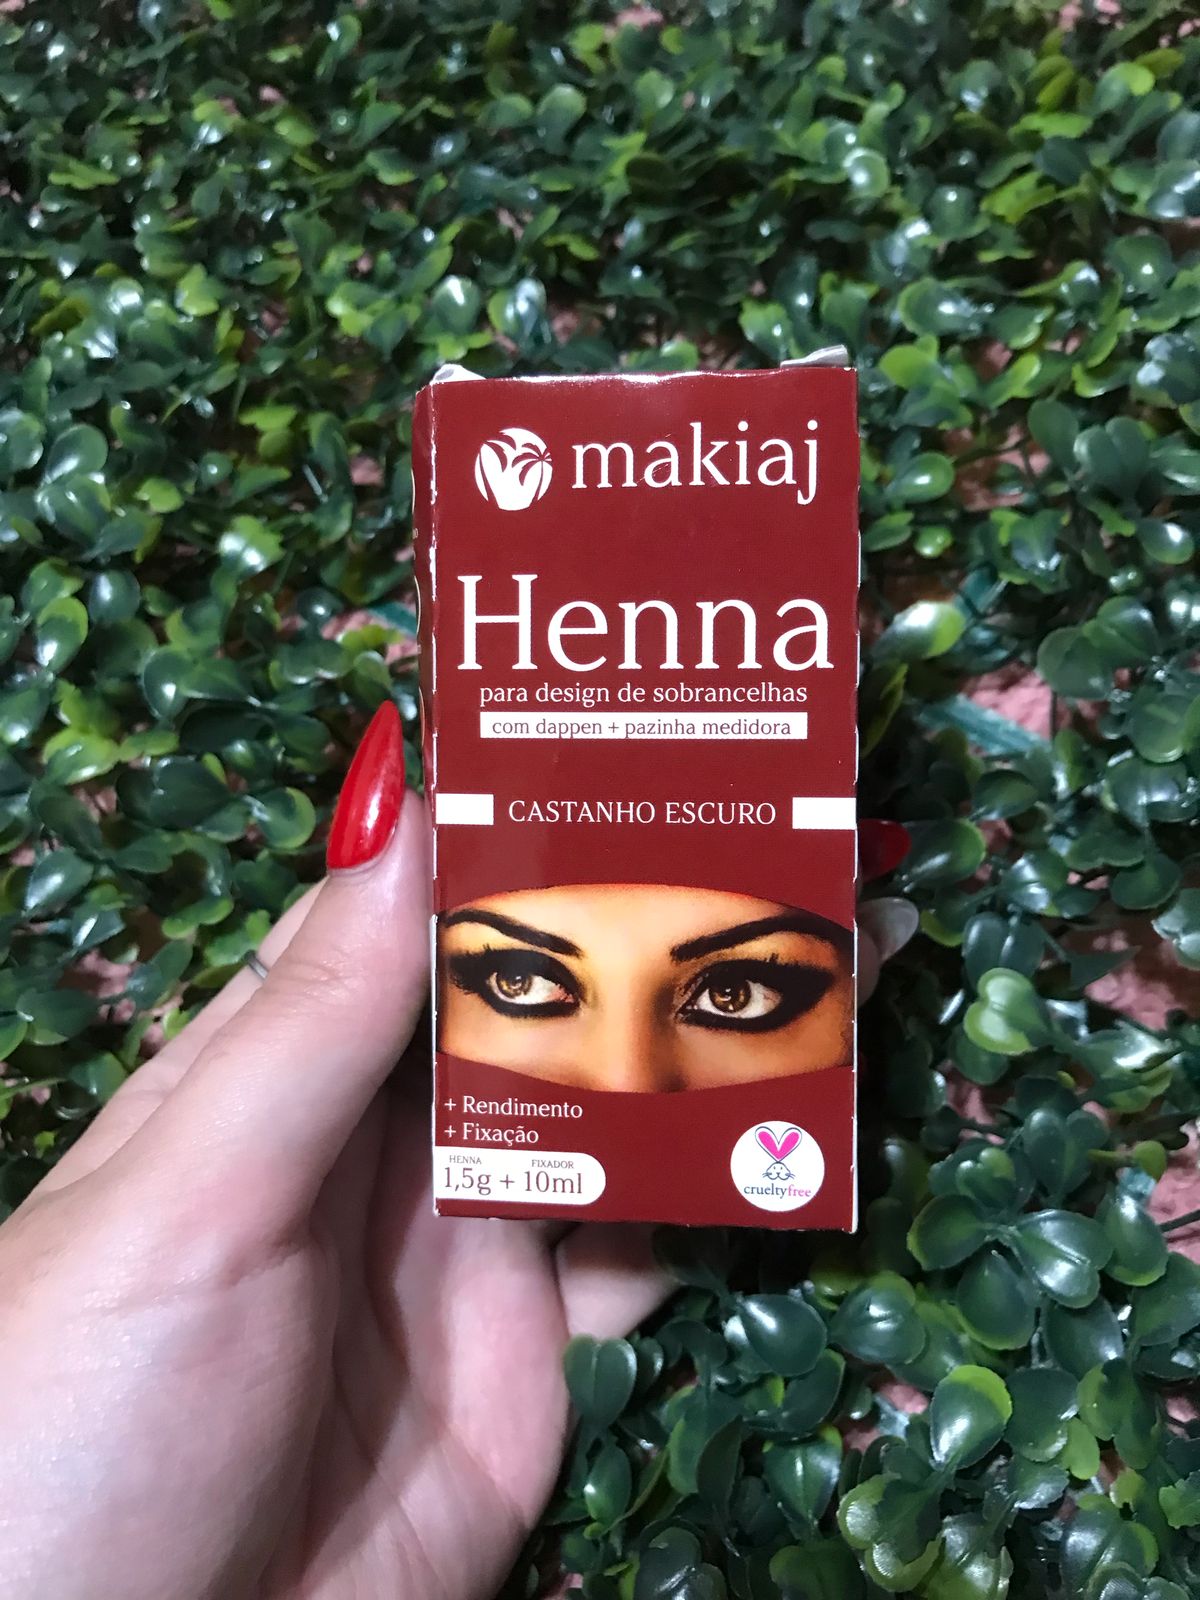 makiaj
Henna
para design de sobrancelhas
com dappen + pazinha medidora
CASTANHO ESCURO
+ Rendimento
+ Fixação
HENNA FIXADOR
1,5g + 10ml
crueltyfree